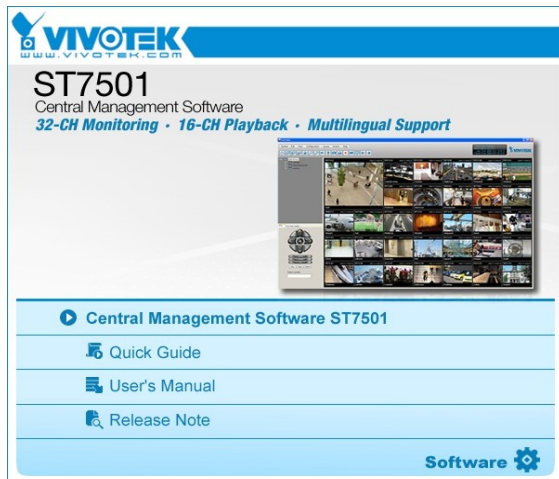 VIVOTEK
WWW.VIVOTEK.COM
ST7501
Central Management Software
32-CH Monitoring · 16-CH Playback · Multilingual Support
Central Management Software ST7501
Quick Guide
User's Manual
Release Note
Software